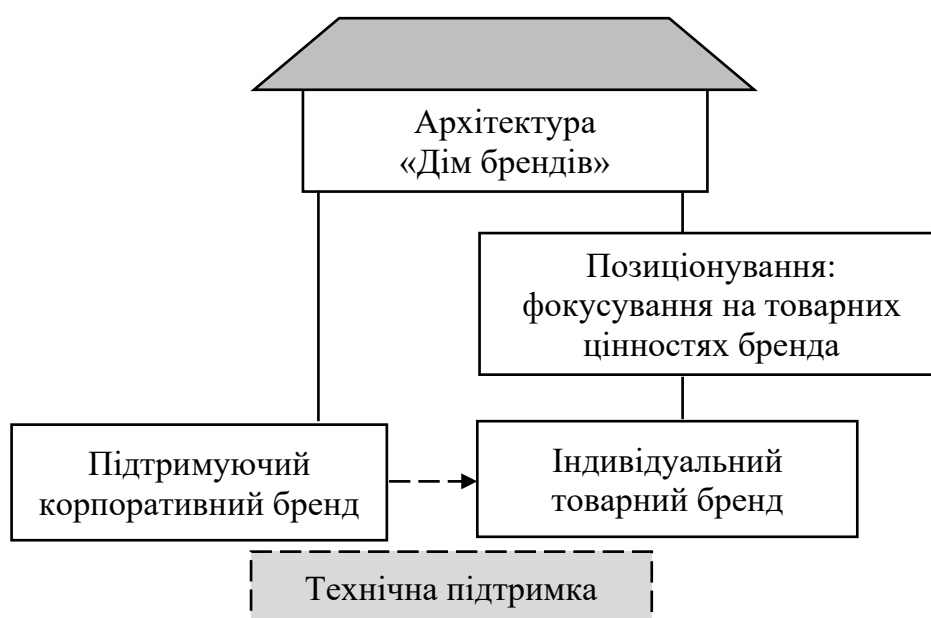 Архітектура
«Дім брендів»
Позиціонування:
фокусування на товарних
цінностях бренда
Підтримуючий
корпоративний бренд
Індивідуальний
товарний бренд
Технічна підтримка